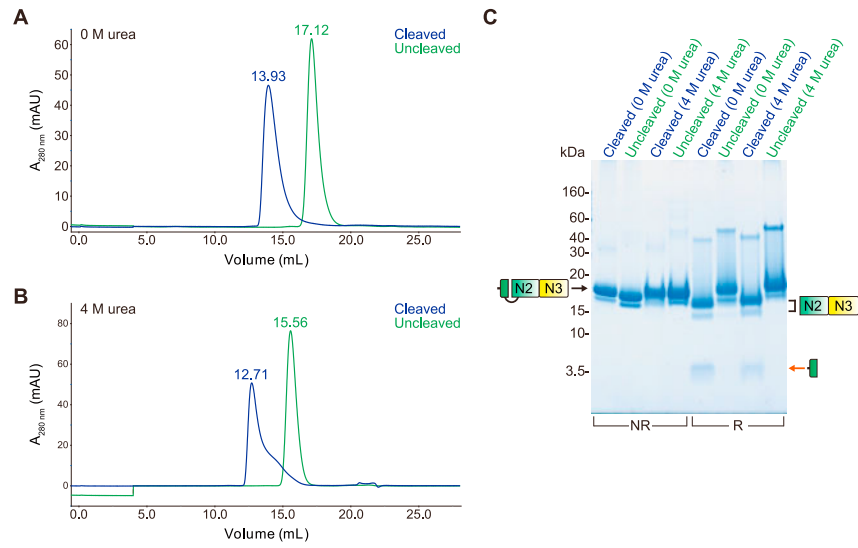 A
0 M urea
Cleaved
Uncleaved
17.12
13.93
60
50
40
30
20
10
0
A280 nm (mAU)
0.0 5.0 10.0 15.0 20.0 25.0
Volume (mL)
B
4 M urea
Cleaved
Uncleaved
15.56
12.71
80
60
40
20
0
A280 nm (mAU)
0.0 5.0 10.0 15.0 20.0 25.0
Volume (mL)
C
Cleaved (0 M urea)
Uncleaved (0 M urea)
Cleaved (4 M urea)
Uncleaved (4 M urea)
Cleaved (0 M urea)
Uncleaved (0 M urea)
Cleaved (4 M urea)
Uncleaved (4 M urea)
kDa
160
60
40
30
20
15
10
3.5
N2 N3
N2 N3
NR R